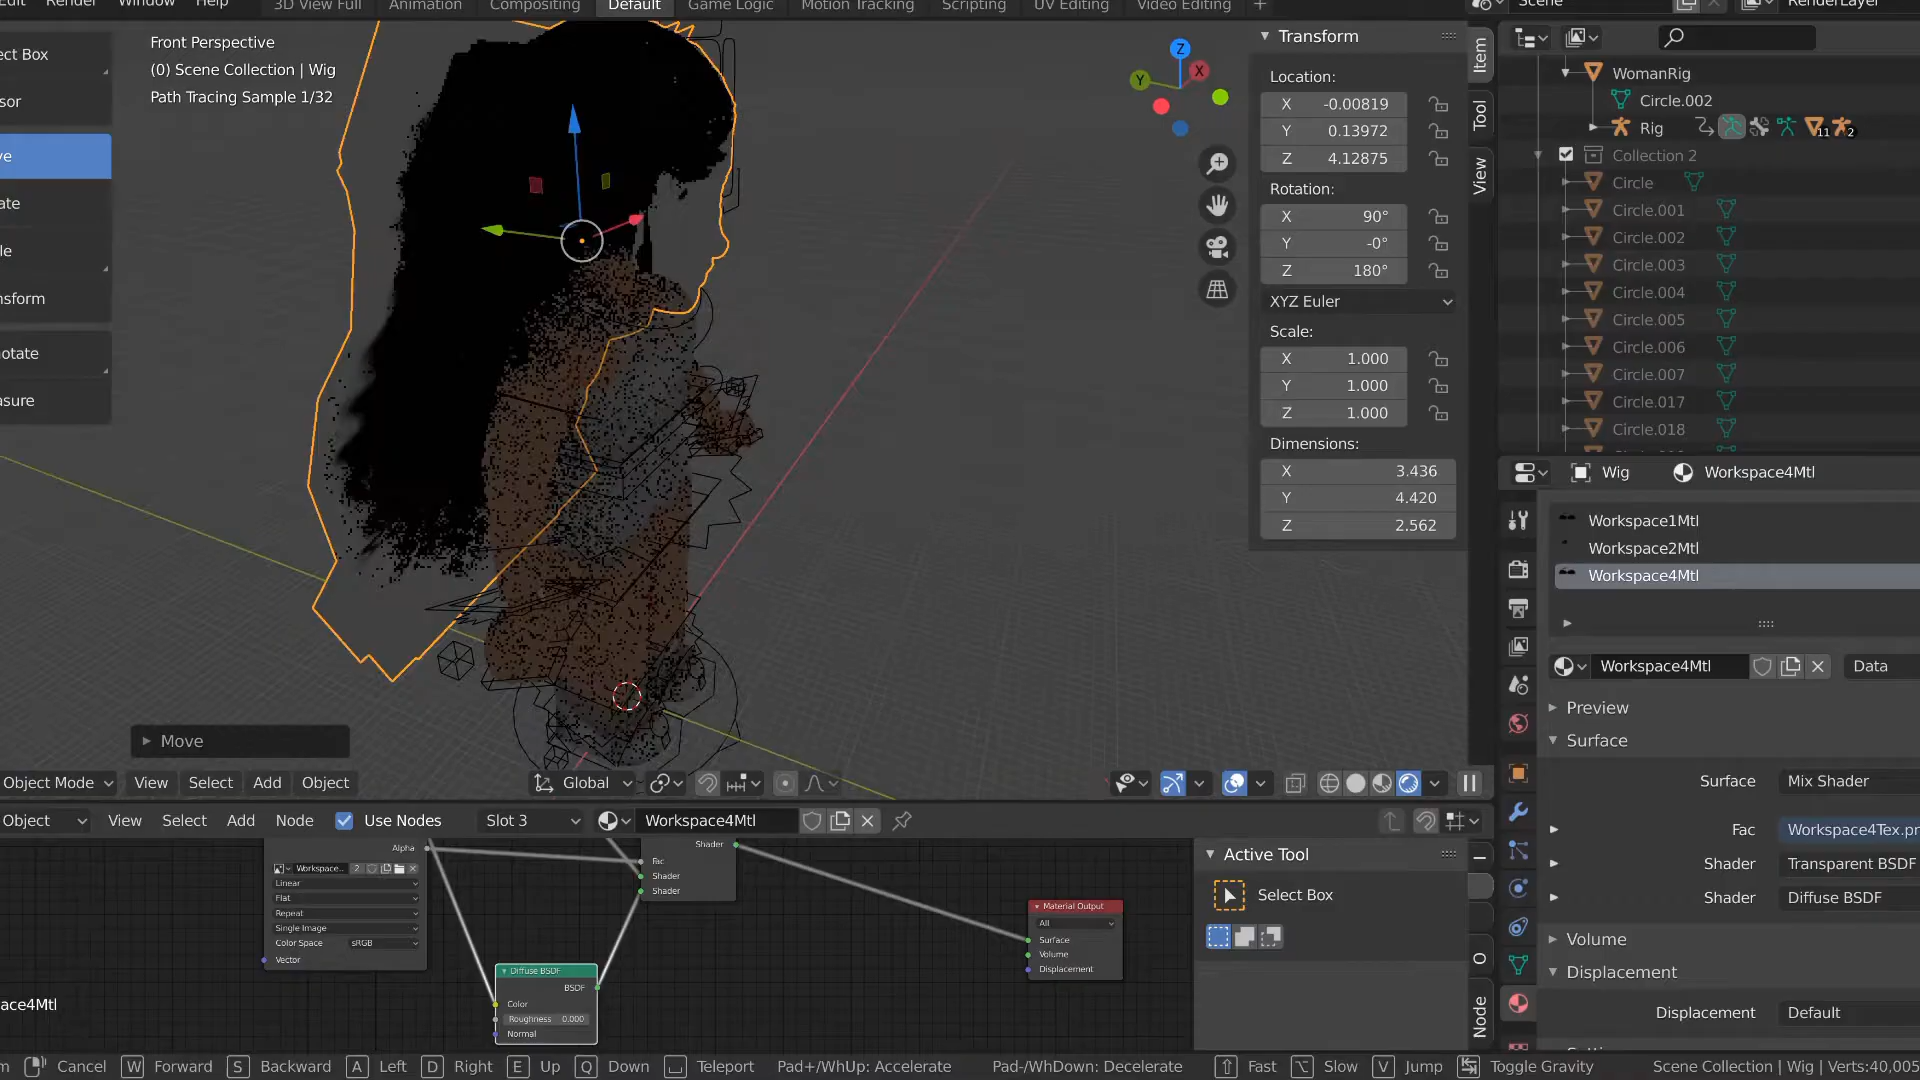 Edit Render Window Help 3D View Full Animation Compositing Default Game Logic Motion Tracking Scripting UV Editing Video Editing + Scene RenderLayer
Front Perspective
(0) Scene Collection | Wig
Path Tracing Sample 1/32
ect Box
sor
ve
ate
le
nsform
otate
asure
Z
X
Y
Transform
Location:
X -0.00819
Y 0.13972
Z 4.12875
Rotation:
X 90°
Y -0°
Z 180°
XYZ Euler
Scale:
X 1.000
Y 1.000
Z 1.000
Dimensions:
X 3.436
Y 4.420
Z 2.562
Item
Tool
View
WomanRig
Circle.002
Rig 11 2
Collection 2
Circle
Circle.001
Circle.002
Circle.003
Circle.004
Circle.005
Circle.006
Circle.007
Circle.017
Circle.018
Wig Workspace4Mtl
Workspace1Mtl
Workspace2Mtl
Workspace4Mtl
Workspace4Mtl Data
Preview
Surface
Surface Mix Shader
Fac Workspace4Tex.pr
Shader Transparent BSDF
Shader Diffuse BSDF
Volume
Displacement
Displacement Default
Move
Object Mode View Select Add Object Global
Object View Select Add Node Use Nodes Slot 3 Workspace4Mtl
Alpha
Workspace... 2
Linear
Flat
Repeat
Single Image
Color Space sRGB
Vector
Shader
Fac
Shader
Shader
Diffuse BSDF
BSDF
Color
Roughness 0.000
Normal
Material Output
All
Surface
Volume
Displacement
Active Tool
Select Box
O
Node
ace4Mtl
m Cancel W Forward S Backward A Left D Right E Up Q Down Teleport Pad+/WhUp: Accelerate Pad-/WhDown: Decelerate Fast Slow V Jump Toggle Gravity Scene Collection | Wig | Verts:40,005